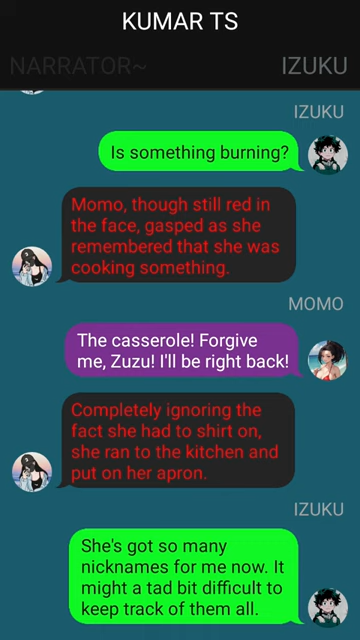 KUMAR TS
NARRATOR~
IZUKU
IZUKU
Is something burning?
Momo, though still red in
the face, gasped as she
remembered that she was
cooking something.
MOMO
The casserole! Forgive
me, Zuzu! I'll be right back!
Completely ignoring the
fact she had to shirt on,
she ran to the kitchen and
put on her apron.
IZUKU
She's got so many
nicknames for me now. It
might a tad bit difficult to
keep track of them all.